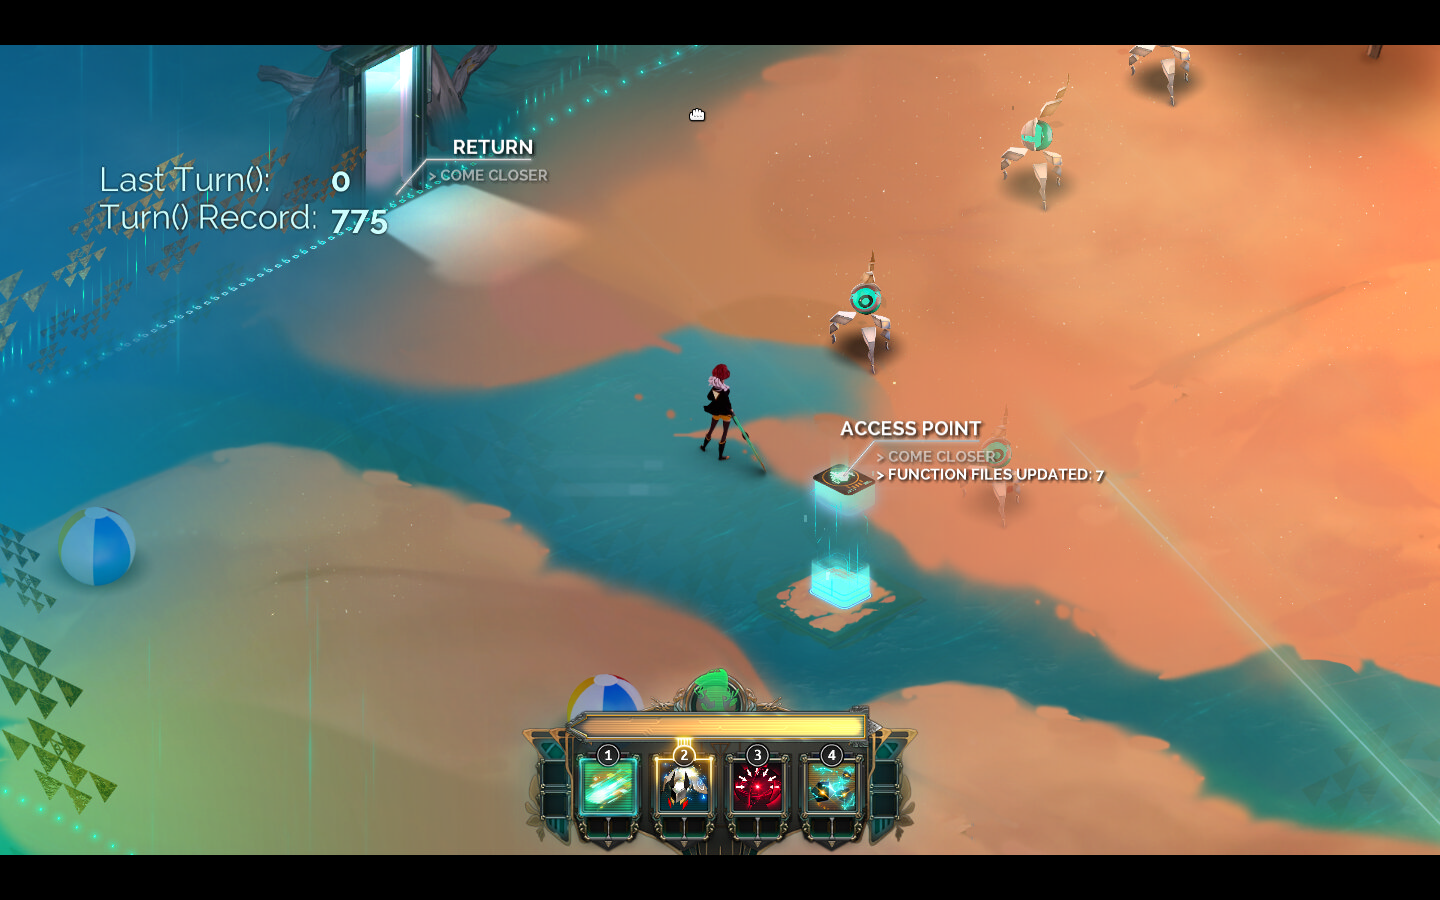 RETURN
> COME CLOSER
Last Turn(): 0
Turn() Record: 775
ACCESS POINT
> COME CLOSER
> FUNCTION FILES UPDATED: 7
1 2 3 4